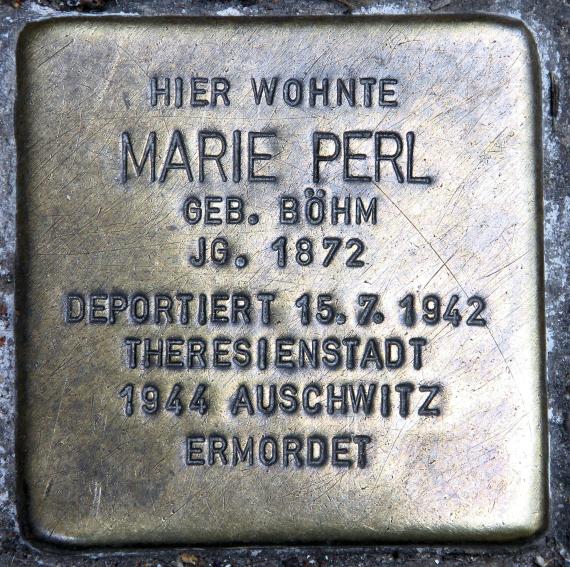 HIER WOHNTE
MARIE PERL
GEB. BÖHM
JG. 1872
DEPORTIERT 15.7.1942
THERESIENSTADT
1944 AUSCHWITZ
ERMORDET